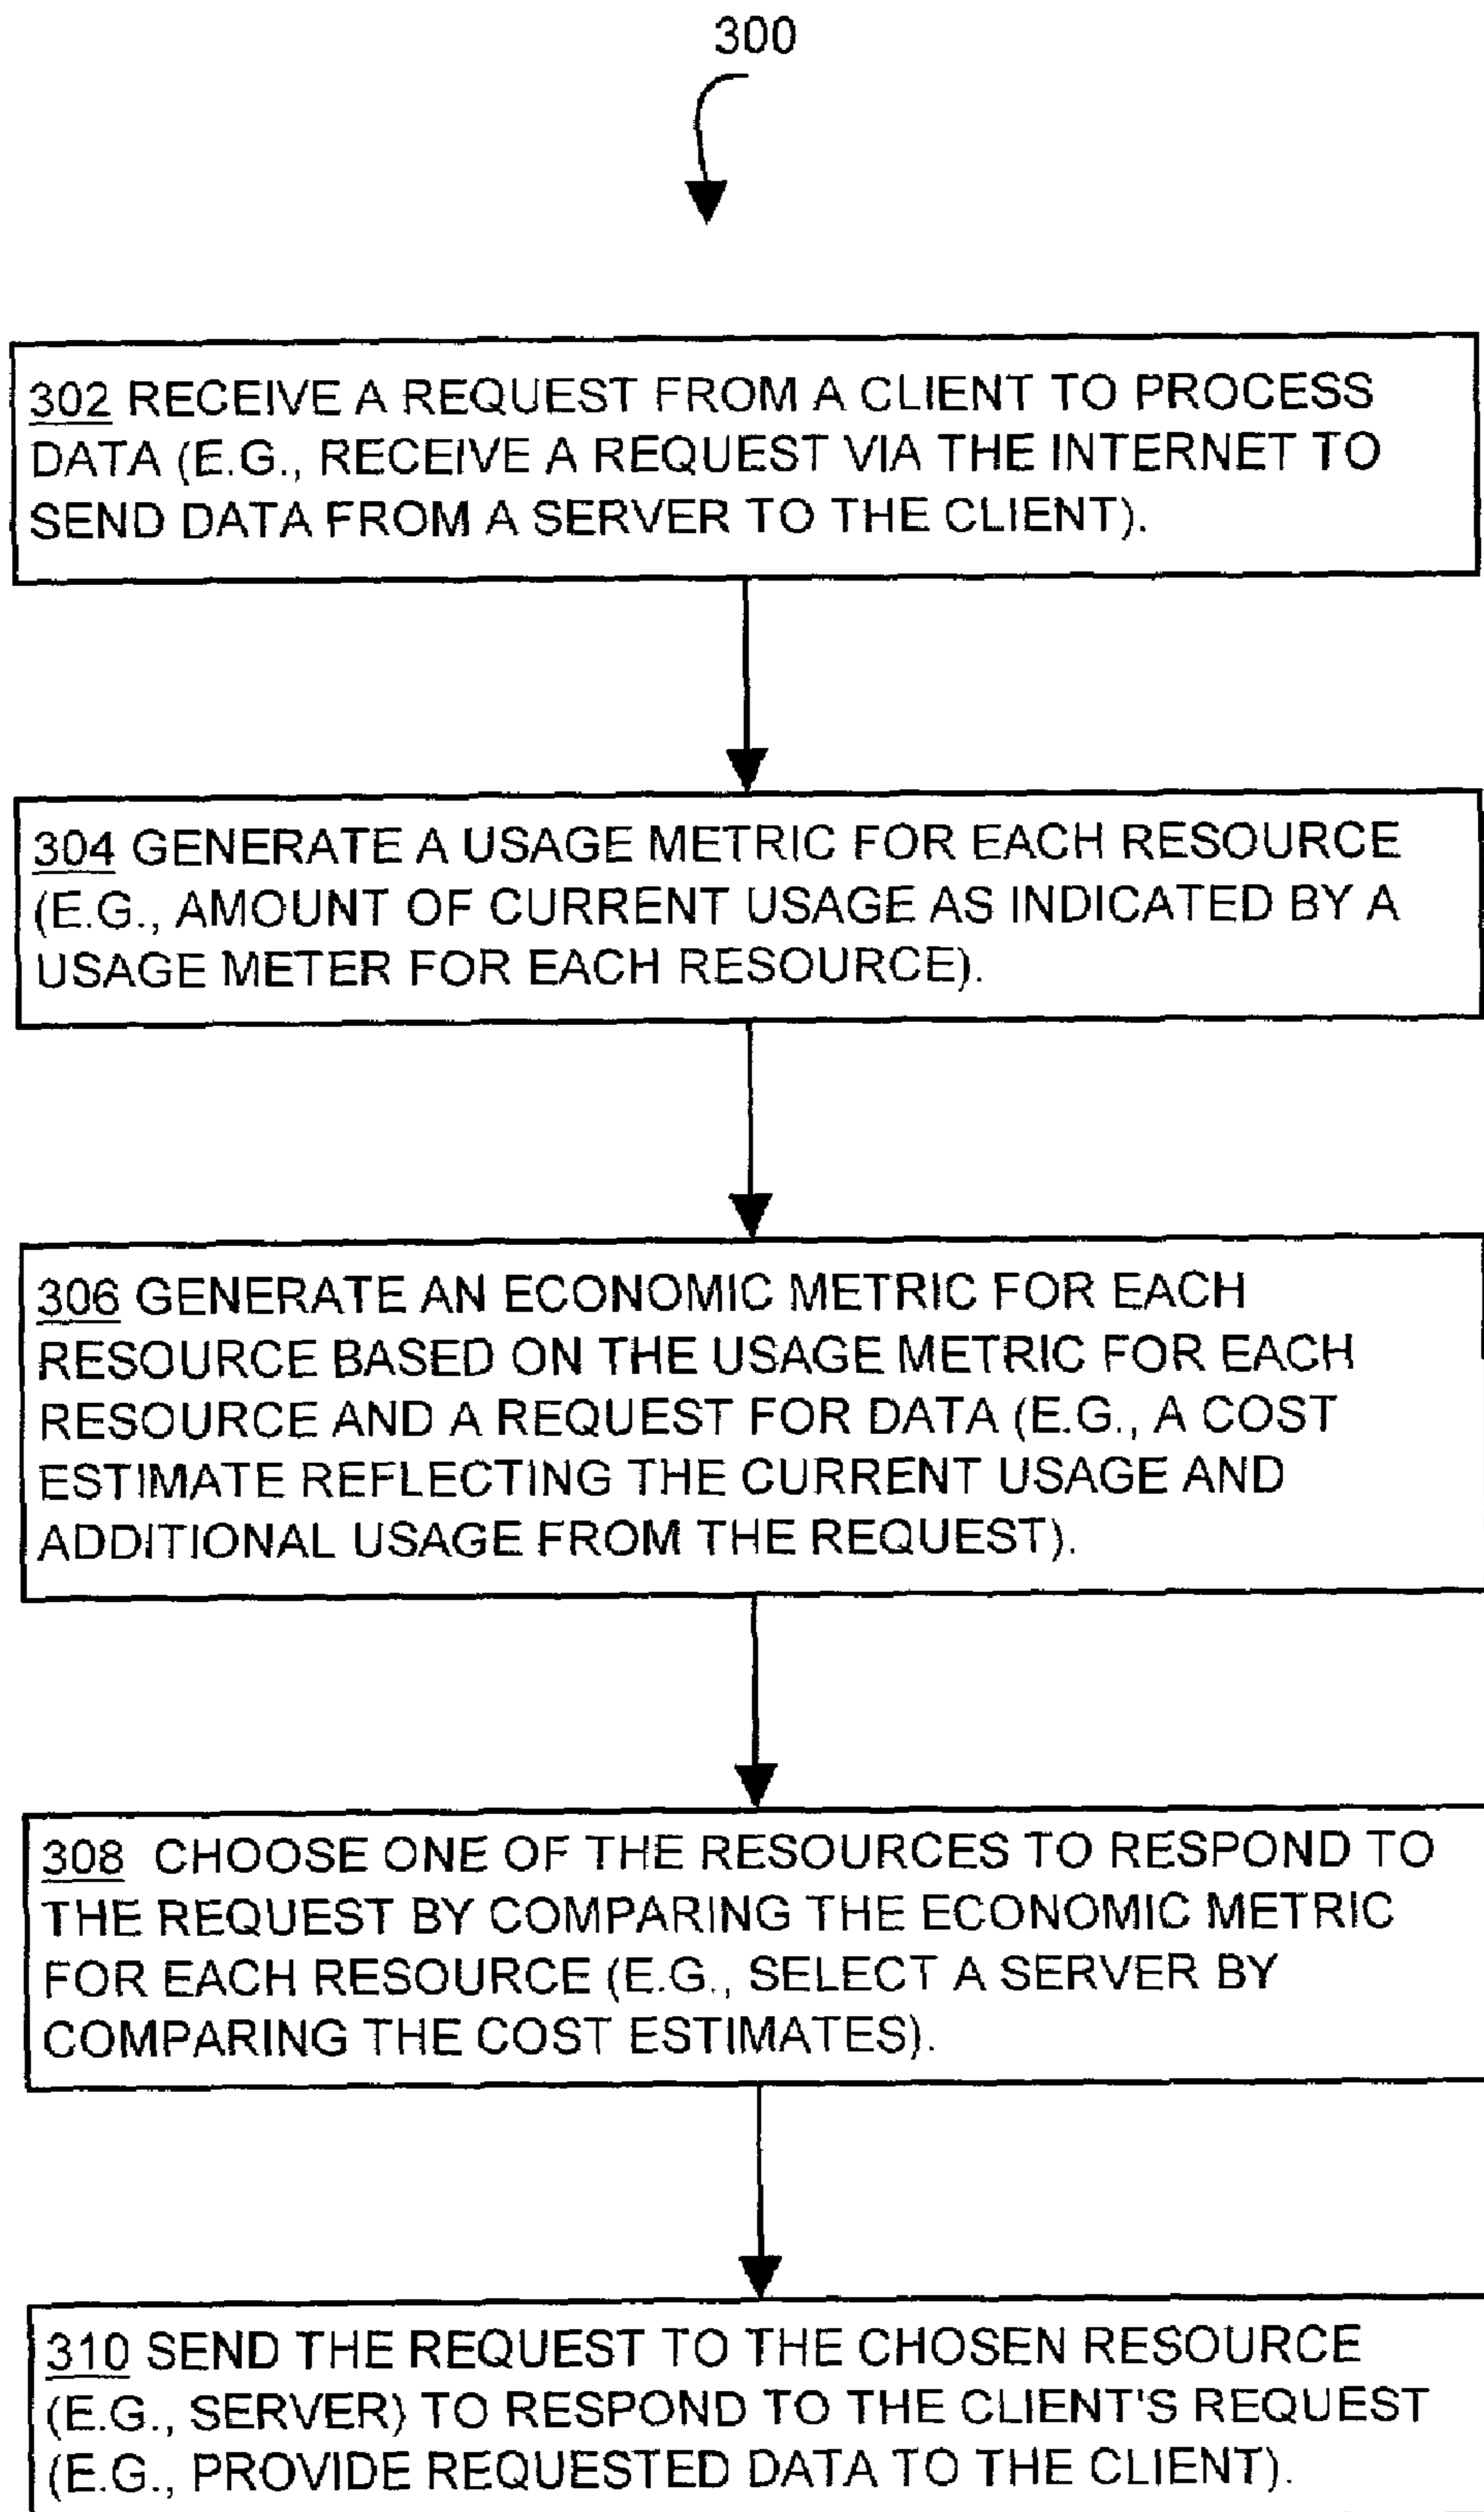 300
302 RECEIVE A REQUEST FROM A CLIENT TO PROCESS
DATA (E.G., RECEIVE A REQUEST VIA THE INTERNET TO
SEND DATA FROM A SERVER TO THE CLIENT).
304 GENERATE A USAGE METRIC FOR EACH RESOURCE
(E.G., AMOUNT OF CURRENT USAGE AS INDICATED BY A
USAGE METER FOR EACH RESOURCE).
306 GENERATE AN ECONOMIC METRIC FOR EACH
RESOURCE BASED ON THE USAGE METRIC FOR EACH
RESOURCE AND A REQUEST FOR DATA (E.G., A COST
ESTIMATE REFLECTING THE CURRENT USAGE AND
ADDITIONAL USAGE FROM THE REQUEST).
308 CHOOSE ONE OF THE RESOURCES TO RESPOND TO
THE REQUEST BY COMPARING THE ECONOMIC METRIC
FOR EACH RESOURCE (E.G., SELECT A SERVER BY
COMPARING THE COST ESTIMATES).
310 SEND THE REQUEST TO THE CHOSEN RESOURCE
(E.G., SERVER) TO RESPOND TO THE CLIENT'S REQUEST
(E.G., PROVIDE REQUESTED DATA TO THE CLIENT).